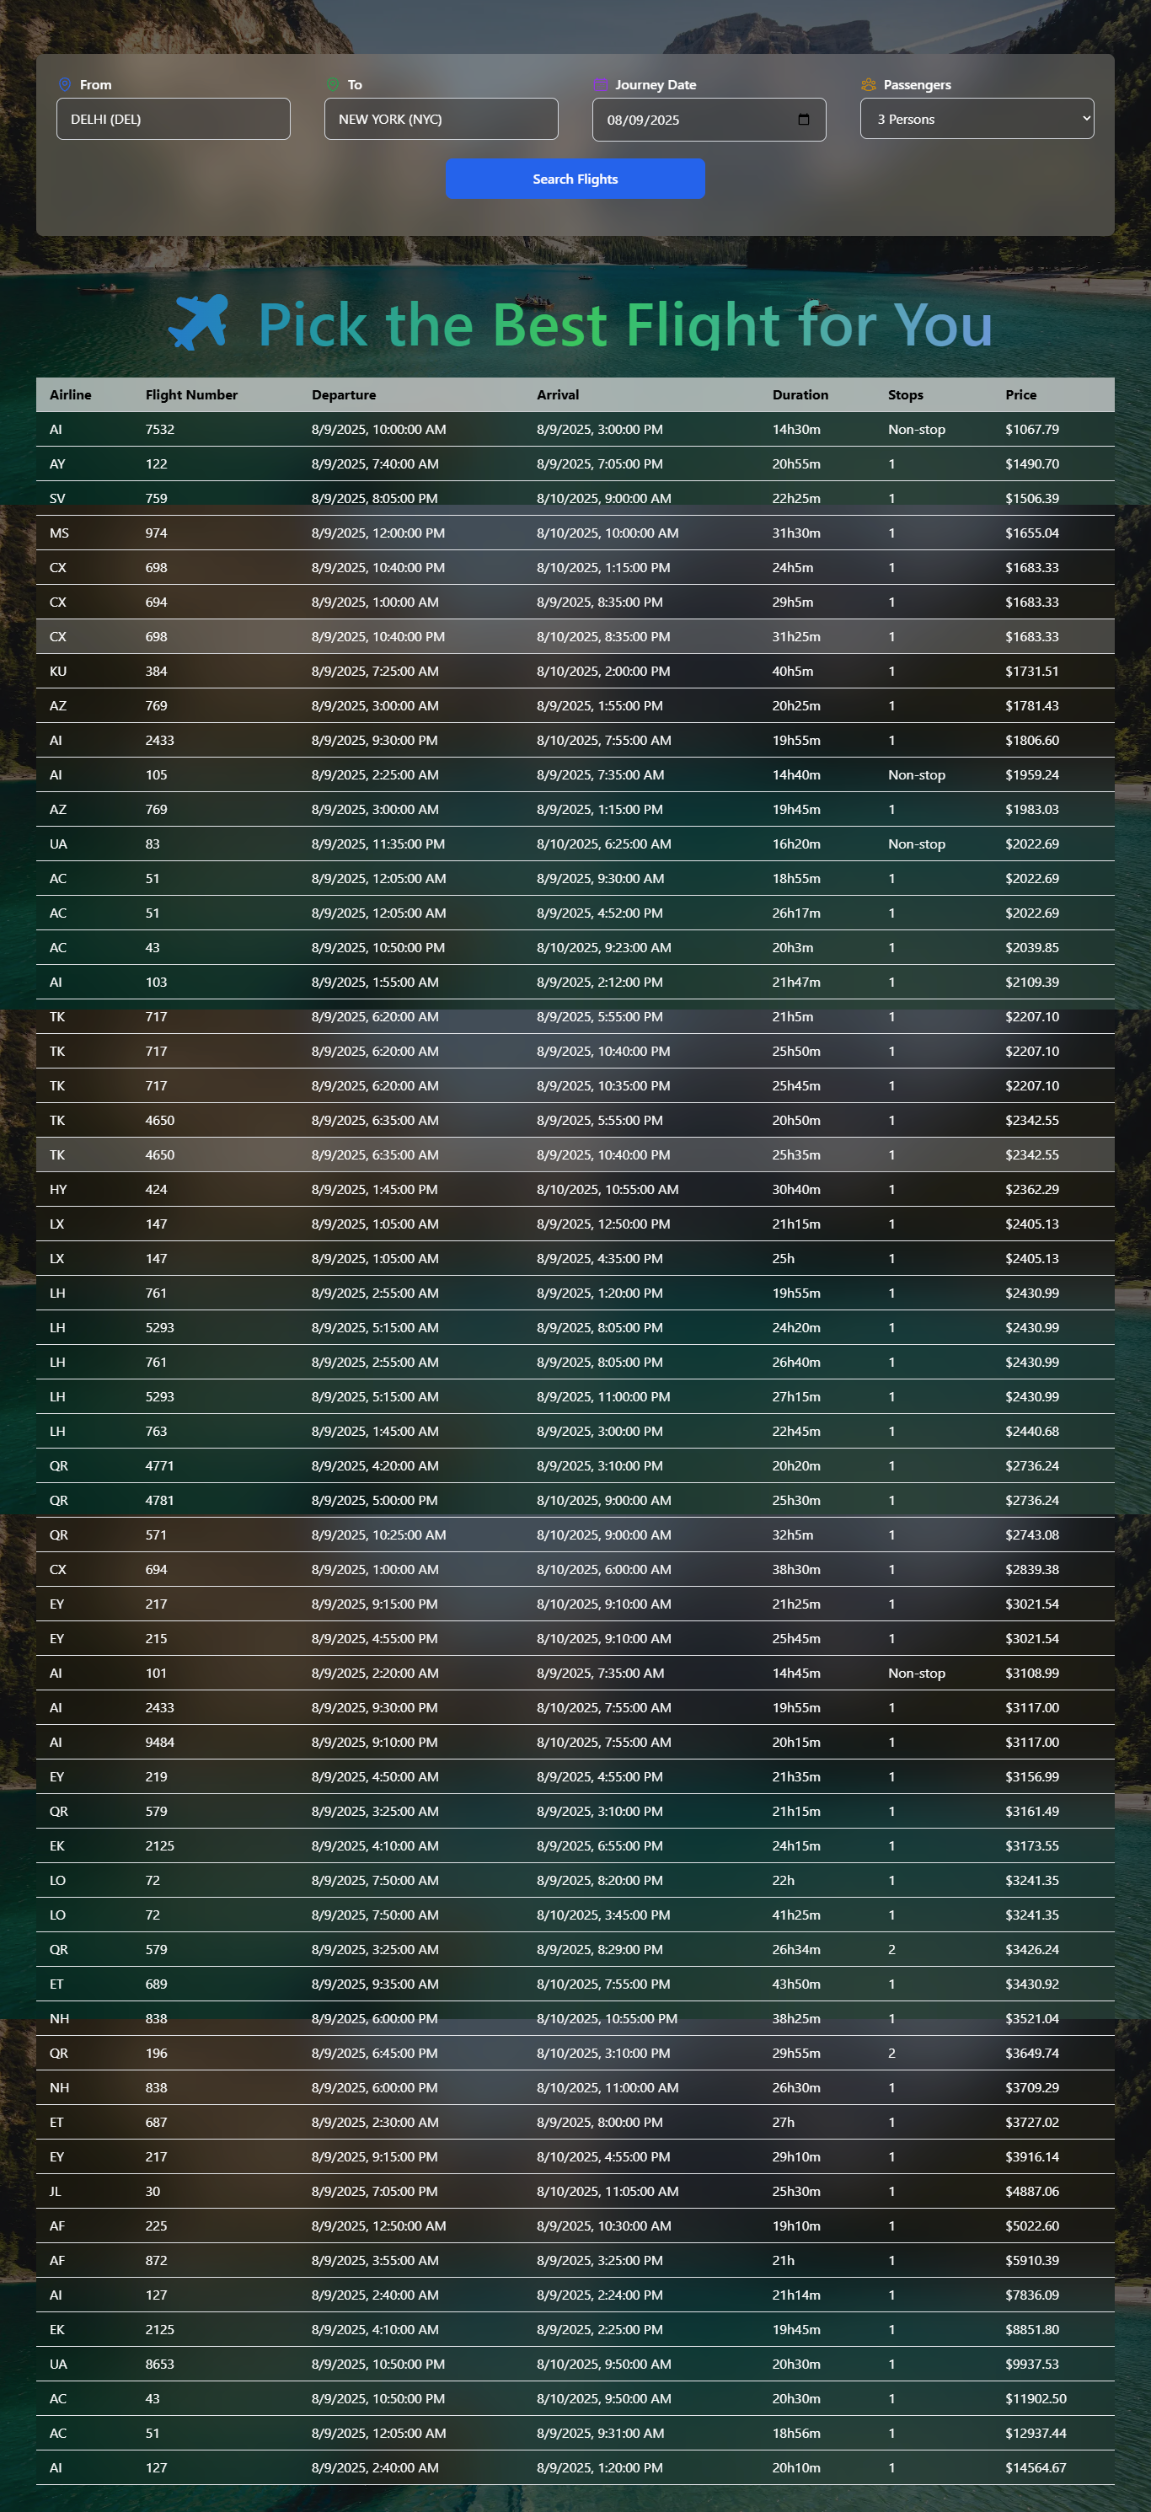 From To Journey Date Passengers
DELHI (DEL) NEW YORK (NYC) 08/09/2025 3 Persons
Search Flights
Pick the Best Flight for You
Airline Flight Number Departure Arrival Duration Stops Price
AI 7532 8/9/2025, 10:00:00 AM 8/9/2025, 3:00:00 PM 14h30m Non-stop $1067.79
AY 122 8/9/2025, 7:40:00 AM 8/9/2025, 7:05:00 PM 20h55m 1 $1490.70
SV 759 8/9/2025, 8:05:00 PM 8/10/2025, 9:00:00 AM 22h25m 1 $1506.39
MS 974 8/9/2025, 12:00:00 PM 8/10/2025, 10:00:00 AM 31h30m 1 $1655.04
CX 698 8/9/2025, 10:40:00 PM 8/10/2025, 1:15:00 PM 24h5m 1 $1683.33
CX 694 8/9/2025, 1:00:00 AM 8/9/2025, 8:35:00 PM 29h5m 1 $1683.33
CX 698 8/9/2025, 10:40:00 PM 8/10/2025, 8:35:00 PM 31h25m 1 $1683.33
KU 384 8/9/2025, 7:25:00 AM 8/10/2025, 2:00:00 PM 40h5m 1 $1731.51
AZ 769 8/9/2025, 3:00:00 AM 8/9/2025, 1:55:00 PM 20h25m 1 $1781.43
AI 2433 8/9/2025, 9:30:00 PM 8/10/2025, 7:55:00 AM 19h55m 1 $1806.60
AI 105 8/9/2025, 2:25:00 AM 8/9/2025, 7:35:00 AM 14h40m Non-stop $1959.24
AZ 769 8/9/2025, 3:00:00 AM 8/9/2025, 1:15:00 PM 19h45m 1 $1983.03
UA 83 8/9/2025, 11:35:00 PM 8/10/2025, 6:25:00 AM 16h20m Non-stop $2022.69
AC 51 8/9/2025, 12:05:00 AM 8/9/2025, 9:30:00 AM 18h55m 1 $2022.69
AC 51 8/9/2025, 12:05:00 AM 8/9/2025, 4:52:00 PM 26h17m 1 $2022.69
AC 43 8/9/2025, 10:50:00 PM 8/10/2025, 9:23:00 AM 20h3m 1 $2039.85
AI 103 8/9/2025, 1:55:00 AM 8/9/2025, 2:12:00 PM 21h47m 1 $2109.39
TK 717 8/9/2025, 6:20:00 AM 8/9/2025, 5:55:00 PM 21h5m 1 $2207.10
TK 717 8/9/2025, 6:20:00 AM 8/9/2025, 10:40:00 PM 25h50m 1 $2207.10
TK 717 8/9/2025, 6:20:00 AM 8/9/2025, 10:35:00 PM 25h45m 1 $2207.10
TK 4650 8/9/2025, 6:35:00 AM 8/9/2025, 5:55:00 PM 20h50m 1 $2342.55
TK 4650 8/9/2025, 6:35:00 AM 8/9/2025, 10:40:00 PM 25h35m 1 $2342.55
HY 424 8/9/2025, 1:45:00 PM 8/10/2025, 10:55:00 AM 30h40m 1 $2362.29
LX 147 8/9/2025, 1:05:00 AM 8/9/2025, 12:50:00 PM 21h15m 1 $2405.13
LX 147 8/9/2025, 1:05:00 AM 8/9/2025, 4:35:00 PM 25h 1 $2405.13
LH 761 8/9/2025, 2:55:00 AM 8/9/2025, 1:20:00 PM 19h55m 1 $2430.99
LH 5293 8/9/2025, 5:15:00 AM 8/9/2025, 8:05:00 PM 24h20m 1 $2430.99
LH 761 8/9/2025, 2:55:00 AM 8/9/2025, 8:05:00 PM 26h40m 1 $2430.99
LH 5293 8/9/2025, 5:15:00 AM 8/9/2025, 11:00:00 PM 27h15m 1 $2430.99
LH 763 8/9/2025, 1:45:00 AM 8/9/2025, 3:00:00 PM 22h45m 1 $2440.68
QR 4771 8/9/2025, 4:20:00 AM 8/9/2025, 3:10:00 PM 20h20m 1 $2736.24
QR 4781 8/9/2025, 5:00:00 PM 8/10/2025, 9:00:00 AM 25h30m 1 $2736.24
QR 571 8/9/2025, 10:25:00 AM 8/10/2025, 9:00:00 AM 32h5m 1 $2743.08
CX 694 8/9/2025, 1:00:00 AM 8/10/2025, 6:00:00 AM 38h30m 1 $2839.38
EY 217 8/9/2025, 9:15:00 PM 8/10/2025, 9:10:00 AM 21h25m 1 $3021.54
EY 215 8/9/2025, 4:55:00 PM 8/10/2025, 9:10:00 AM 25h45m 1 $3021.54
AI 101 8/9/2025, 2:20:00 AM 8/9/2025, 7:35:00 AM 14h45m Non-stop $3108.99
AI 2433 8/9/2025, 9:30:00 PM 8/10/2025, 7:55:00 AM 19h55m 1 $3117.00
AI 9484 8/9/2025, 9:10:00 PM 8/10/2025, 7:55:00 AM 20h15m 1 $3117.00
EY 219 8/9/2025, 4:50:00 AM 8/9/2025, 4:55:00 PM 21h35m 1 $3156.99
QR 579 8/9/2025, 3:25:00 AM 8/9/2025, 3:10:00 PM 21h15m 1 $3161.49
EK 2125 8/9/2025, 4:10:00 AM 8/9/2025, 6:55:00 PM 24h15m 1 $3173.55
LO 72 8/9/2025, 7:50:00 AM 8/9/2025, 8:20:00 PM 22h 1 $3241.35
LO 72 8/9/2025, 7:50:00 AM 8/10/2025, 3:45:00 PM 41h25m 1 $3241.35
QR 579 8/9/2025, 3:25:00 AM 8/9/2025, 8:29:00 PM 26h34m 2 $3426.24
ET 689 8/9/2025, 9:35:00 AM 8/10/2025, 7:55:00 PM 43h50m 1 $3430.92
NH 838 8/9/2025, 6:00:00 PM 8/10/2025, 10:55:00 PM 38h25m 1 $3521.04
QR 196 8/9/2025, 6:45:00 PM 8/10/2025, 3:10:00 PM 29h55m 2 $3649.74
NH 838 8/9/2025, 6:00:00 PM 8/10/2025, 11:00:00 AM 26h30m 1 $3709.29
ET 687 8/9/2025, 2:30:00 AM 8/9/2025, 8:00:00 PM 27h 1 $3727.02
EY 217 8/9/2025, 9:15:00 PM 8/10/2025, 4:55:00 PM 29h10m 1 $3916.14
JL 30 8/9/2025, 7:05:00 PM 8/10/2025, 11:05:00 AM 25h30m 1 $4887.06
AF 225 8/9/2025, 12:50:00 AM 8/9/2025, 10:30:00 AM 19h10m 1 $5022.60
AF 872 8/9/2025, 3:55:00 AM 8/9/2025, 3:25:00 PM 21h 1 $5910.39
AI 127 8/9/2025, 2:40:00 AM 8/9/2025, 2:24:00 PM 21h14m 1 $7836.09
EK 2125 8/9/2025, 4:10:00 AM 8/9/2025, 2:25:00 PM 19h45m 1 $8851.80
UA 8653 8/9/2025, 10:50:00 PM 8/10/2025, 9:50:00 AM 20h30m 1 $9937.53
AC 43 8/9/2025, 10:50:00 PM 8/10/2025, 9:50:00 AM 20h30m 1 $11902.50
AC 51 8/9/2025, 12:05:00 AM 8/9/2025, 9:31:00 AM 18h56m 1 $12937.44
AI 127 8/9/2025, 2:40:00 AM 8/9/2025, 1:20:00 PM 20h10m 1 $14564.67